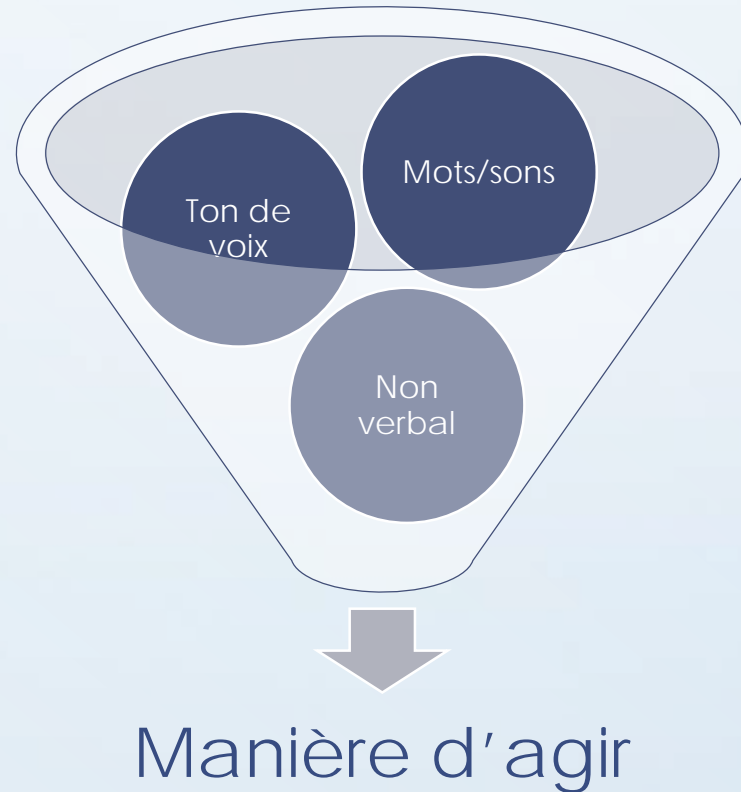 Mots/sons
Ton de
voix
Non
verbal
Manière d'agir